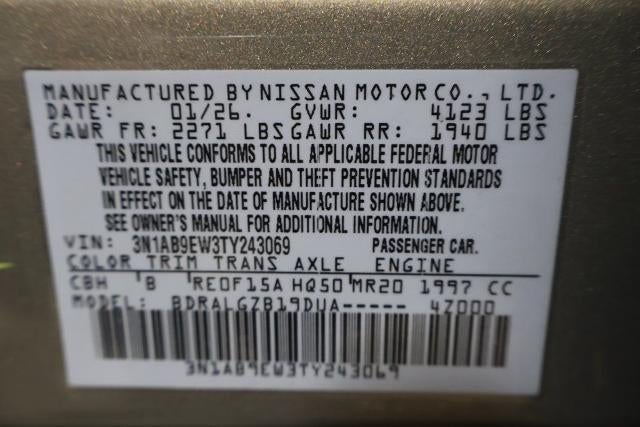 MANUFACTURED BY NISSAN MOTOR CO., LTD.
DATE: 01/26. GVWR: 4123 LBS
GAWR FR: 2271 LBS GAWR RR: 1940 LBS
THIS VEHICLE CONFORMS TO ALL APPLICABLE FEDERAL MOTOR
VEHICLE SAFETY, BUMPER AND THEFT PREVENTION STANDARDS
IN EFFECT ON THE DATE OF MANUFACTURE SHOWN ABOVE.
SEE OWNER'S MANUAL FOR ADDITIONAL INFORMATION.
VIN: 3N1AB9EW3TY243069 PASSENGER CAR.
COLOR TRIM TRANS AXLE ENGINE
CBH B RE0F15A HQ50 MR20 1997 CC
MODEL: BDRALGZB19DUA----- 4Z000
3N1AB9EW3TY243069